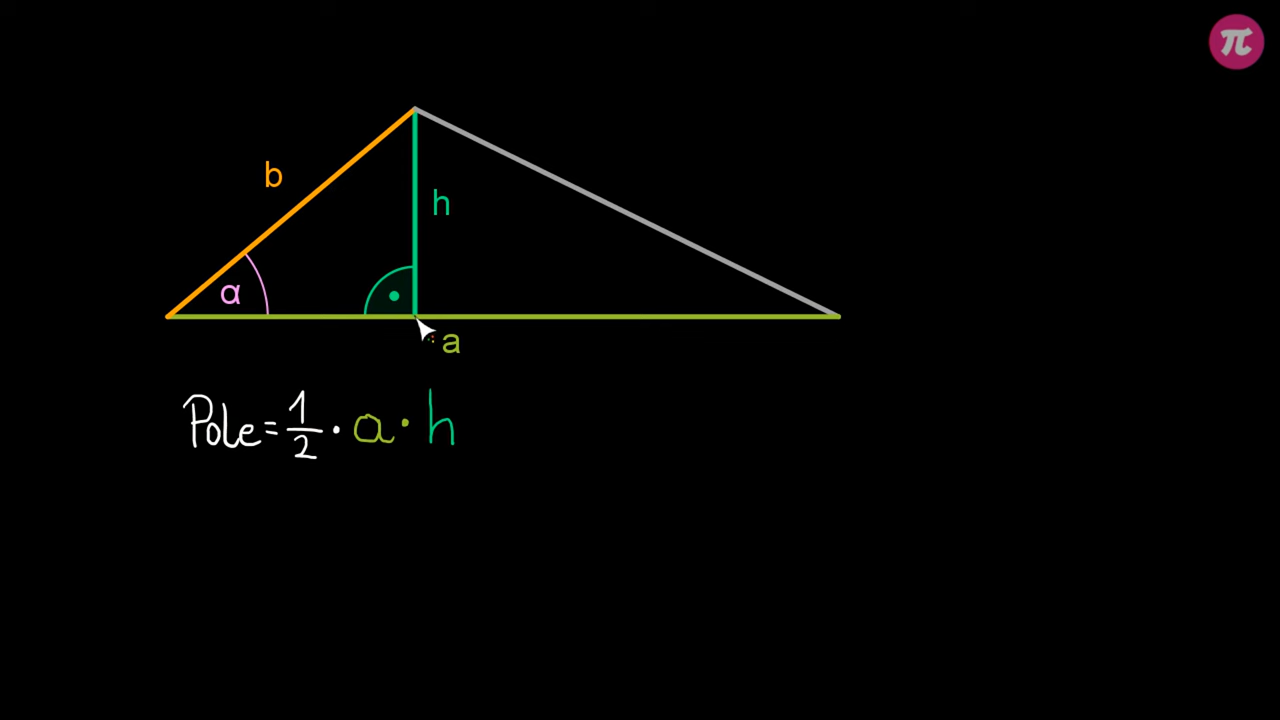 π
b
h
α
a
Pole = 1/2 · a · h